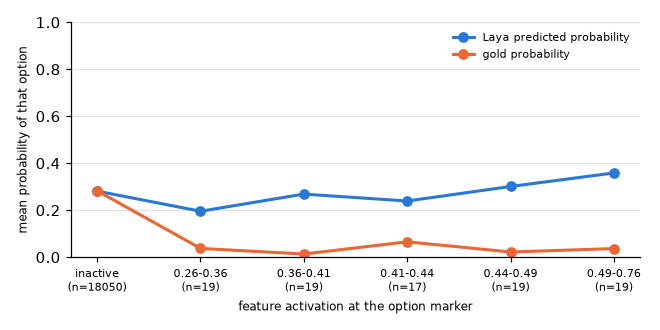 1.0
0.8
0.6
0.4
0.2
0.0
mean probability of that option
Laya predicted probability
gold probability
inactive
(n=18050)
0.26-0.36
(n=19)
0.36-0.41
(n=19)
0.41-0.44
(n=17)
0.44-0.49
(n=19)
0.49-0.76
(n=19)
feature activation at the option marker